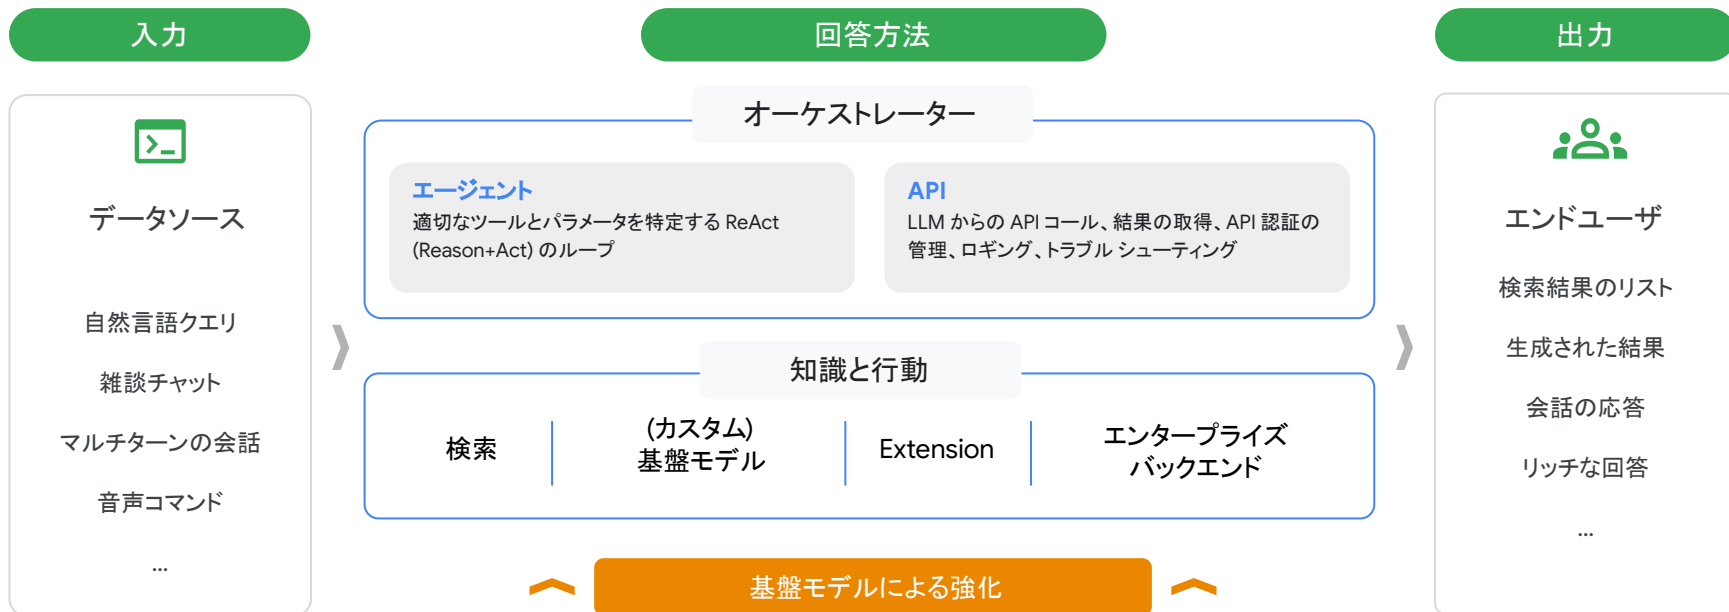 入力
回答方法
出力
データソース
自然言語クエリ
雑談チャット
マルチターンの会話
音声コマンド
...
オーケストレーター
エージェント
適切なツールとパラメータを特定する ReAct
(Reason+Act) のループ
API
LLM からの API コール、結果の取得、API 認証の
管理、ロギング、トラブル シューティング
知識と行動
検索
(カスタム)
基盤モデル
Extension
エンタープライズ
バックエンド
基盤モデルによる強化
エンドユーザ
検索結果のリスト
生成された結果
会話の応答
リッチな回答
...